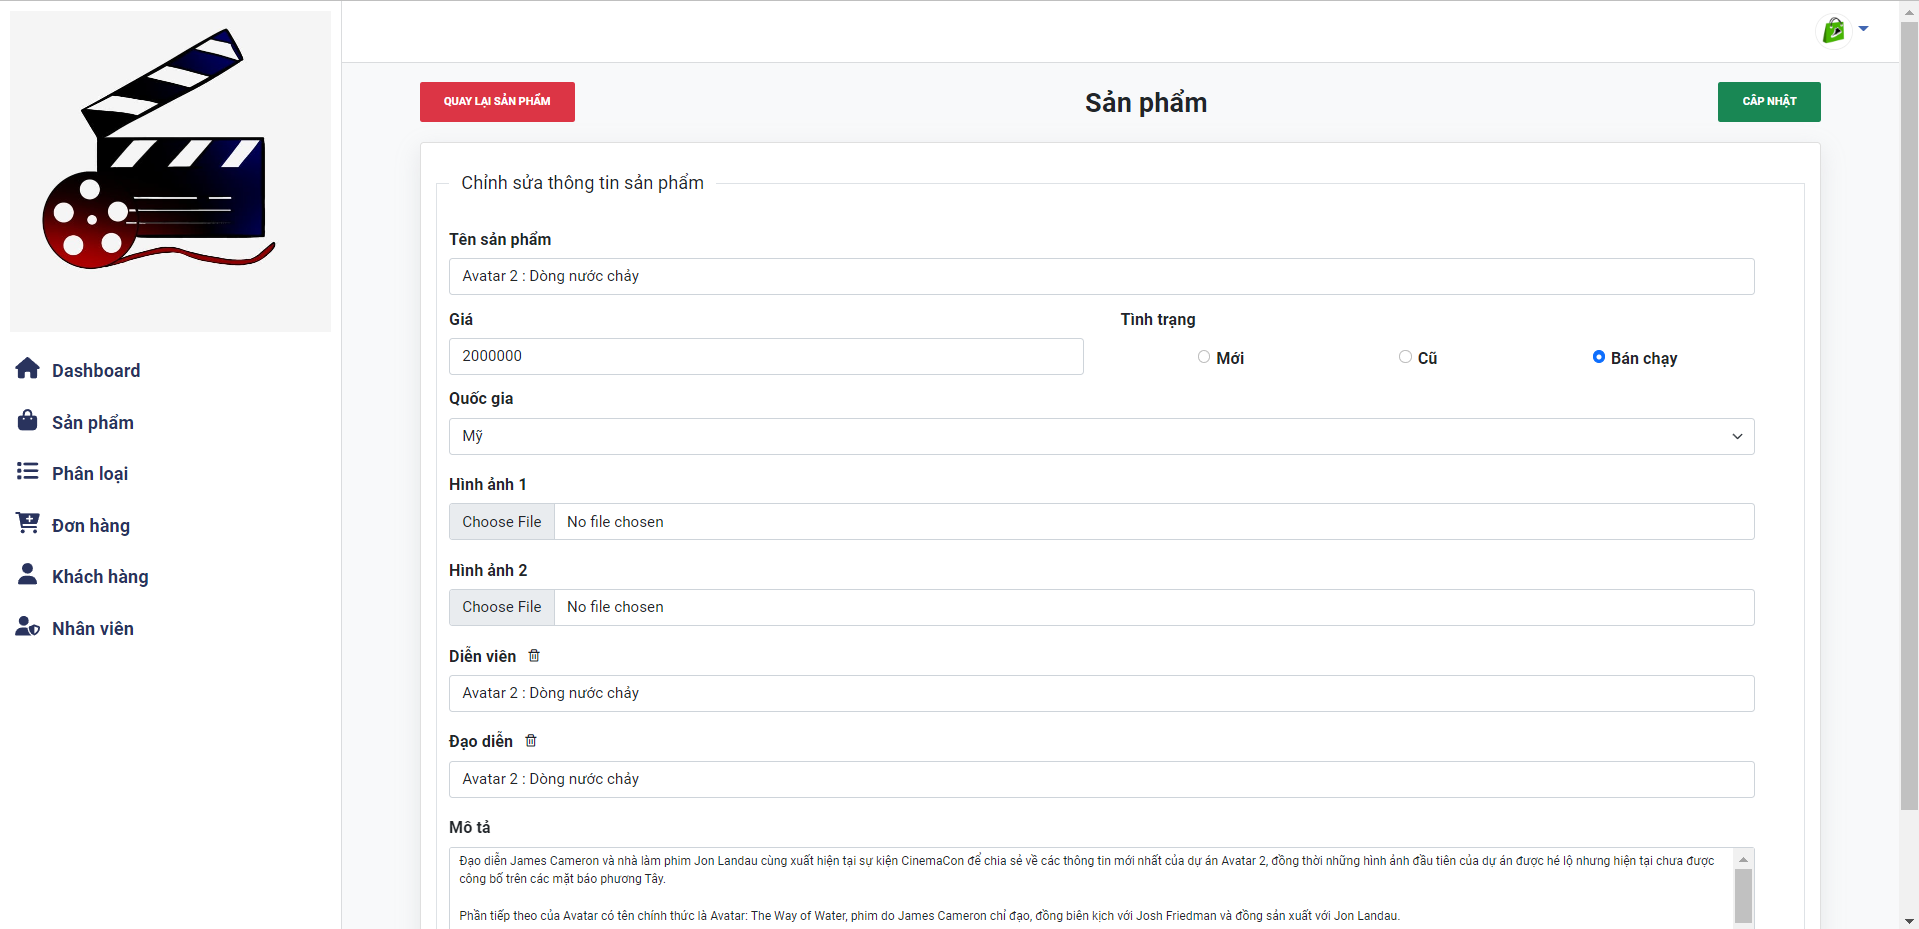 QUAY LẠI SẢN PHẨM
Sản phẩm
CẬP NHẬT
Dashboard
Sản phẩm
Phân loại
Đơn hàng
Khách hàng
Nhân viên
Chỉnh sửa thông tin sản phẩm
Tên sản phẩm
Avatar 2 : Dòng nước chảy
Giá
Tình trạng
2000000
Mới
Cũ
Bán chạy
Quốc gia
Mỹ
Hình ảnh 1
Choose File No file chosen
Hình ảnh 2
Choose File No file chosen
Diễn viên
Avatar 2 : Dòng nước chảy
Đạo diễn
Avatar 2 : Dòng nước chảy
Mô tả
Đạo diễn James Cameron và nhà làm phim Jon Landau cùng xuất hiện tại sự kiện CinemaCon để chia sẻ về các thông tin mới nhất của dự án Avatar 2, đồng thời những hình ảnh đầu tiên của dự án được hé lộ nhưng hiện tại chưa được
công bố trên các mặt báo phương Tây.
Phần tiếp theo của Avatar có tên chính thức là Avatar: The Way of Water, phim do James Cameron chỉ đạo, đồng biên kịch với Josh Friedman và đồng sản xuất với Jon Landau.